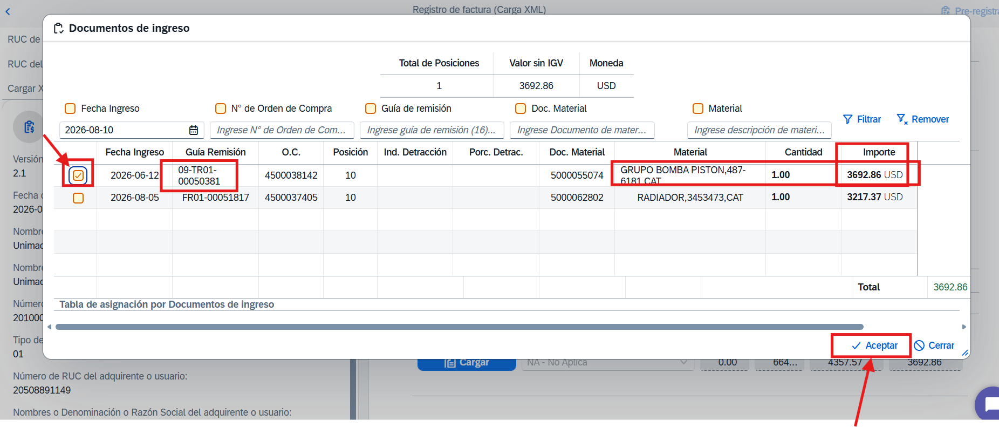 Registro de factura (Carga XML)
Pre-registra
RUC de
RUC del
Cargar X
Documentos de ingreso
Total de Posiciones Valor sin IGV Moneda
1 3692.86 USD
Fecha Ingreso N° de Orden de Compra Guía de remisión Doc. Material Material
Filtrar Remover
2026-08-10 Ingrese N° de Orden de Com... Ingrese guía de remisión (16)... Ingrese Documento de mater... Ingrese descripción de materi...
Fecha Ingreso Guía Remisión O.C. Posición Ind. Detracción Porc. Detrac. Doc. Material Material Cantidad Importe
2026-06-12 09-TR01-00050381 4500038142 10 5000055074 GRUPO BOMBA PISTON,487-6181,CAT 1.00 3692.86 USD
2026-08-05 FR01-00051817 4500037405 10 5000062802 RADIADOR,3453473,CAT 1.00 3217.37 USD
Total 3692.86
Tabla de asignación por Documentos de ingreso
Aceptar Cerrar
Versión
2.1
Fecha
2026-0
Nombre
Unimac
Nombre
Unimac
Número
201000
Tipo de
01
Cargar NA - No Aplica 0.00 664... 4357.57 3692.86
Número de RUC del adquirente o usuario:
20508891149
Nombres o Denominación o Razón Social del adquirente o usuario: